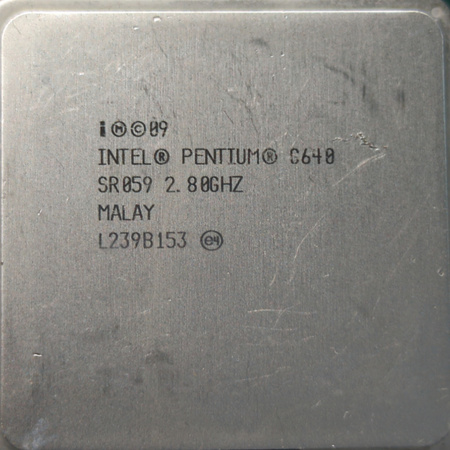 i Ⓜ©09
INTEL® PENTIUM® G640
SR059 2.80GHZ
MALAY
L239B153 e4